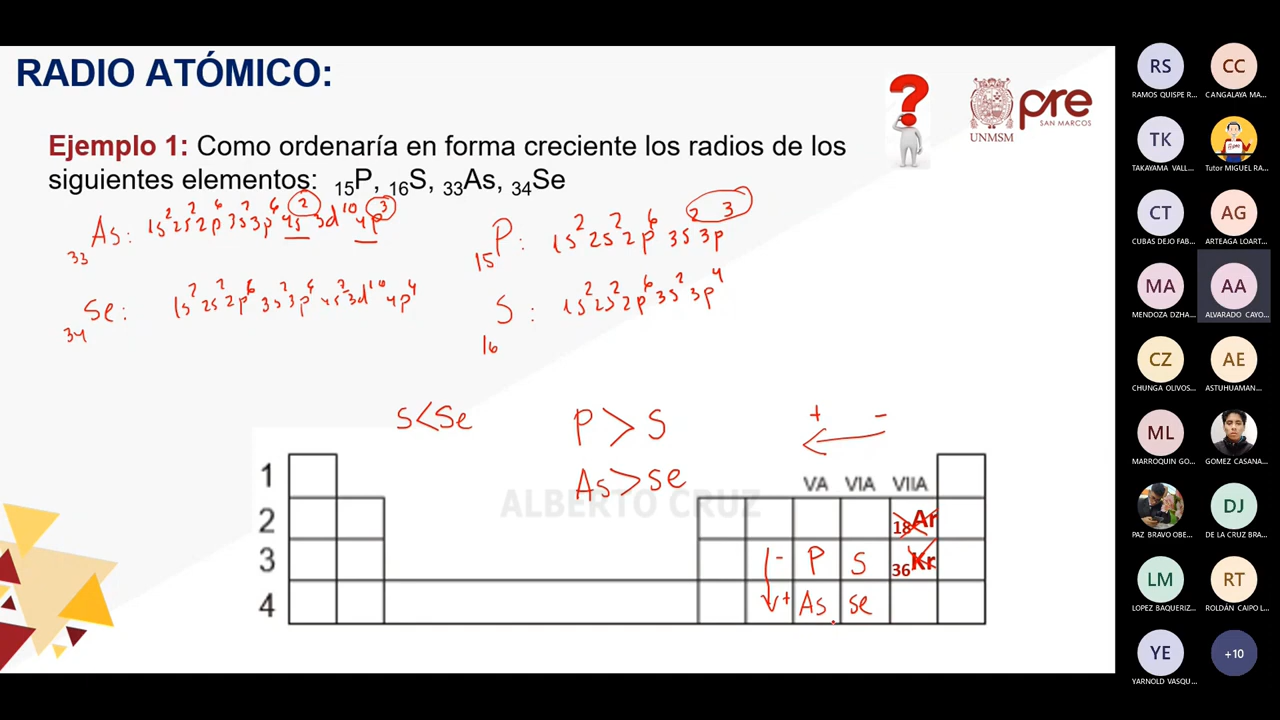 RADIO ATÓMICO:
UNMSM
pre
SAN MARCOS
Ejemplo 1: Como ordenaría en forma creciente los radios de los
siguientes elementos: ₁₅P, ₁₆S, ₃₃As, ₃₄Se
₃₃As: 1s² 2s² 2p⁶ 3s² 3p⁶ 4s² 3d¹⁰ 4p³
₁₅P: 1s² 2s² 2p⁶ 3s² 3p³
₃₄Se: 1s² 2s² 2p⁶ 3s² 3p⁶ 4s² 3d¹⁰ 4p⁴
₁₆S: 1s² 2s² 2p⁶ 3s² 3p⁴
S<Se
P>S
+ -
As>Se
ALBERTO CRUZ
VA VIA VIIA
1
2 ₁₈Ar
3 - P S ₃₆Kr
4 + As Se
RS CC
RAMOS QUISPE R... CANGALAYA MA...
TK
TAKAYAMA VALL... Tutor MIGUEL RA...
CT AG
CUBAS DEJO FAB... ARTEAGA LOART...
MA AA
MENDOZA DZHA... ALVARADO CAYO...
CZ AE
CHUNGA OLIVOS... ASTUHUAMAN...
ML
MARROQUIN GO... GOMEZ CASANA...
DJ
PAZ BRAVO OBE... DE LA CRUZ BRA...
LM RT
LOPEZ BAQUERIZ... ROLDÁN CAIPO L...
YE +10
YARNOLD VASQU...